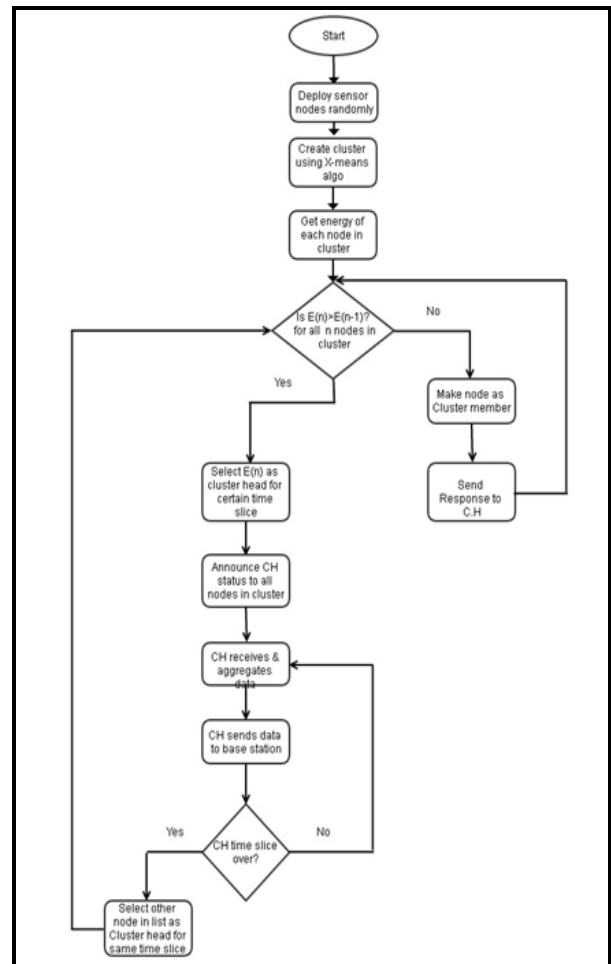 Start
Deploy sensor
nodes randomly
Create cluster
using X-means
algo
Get energy of
each node in
cluster
Is E(n)>E(n-1)?
for all n nodes in
cluster
No
Yes
Make node as
Cluster member
Send
Response to
C.H
Select E(n) as
cluster head for
certain time
slice
Announce CH
status to all
nodes in cluster
CH receives &
aggregates
data
CH sends data
to base station
CH time slice
over?
Yes
No
Select other
node in list as
Cluster head for
same time slice